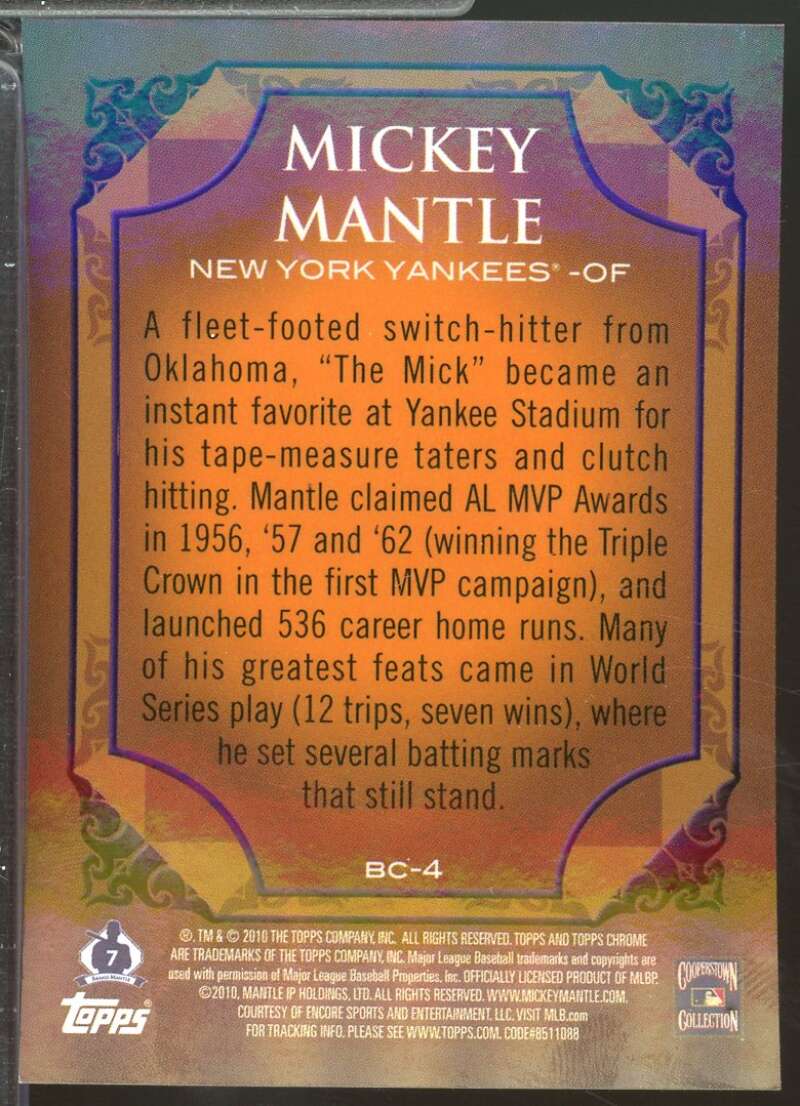 MICKEY
MANTLE
NEW YORK YANKEES® -OF
A fleet-footed switch-hitter from
Oklahoma, “The Mick” became an
instant favorite at Yankee Stadium for
his tape-measure taters and clutch
hitting. Mantle claimed AL MVP Awards
in 1956, ‘57 and ‘62 (winning the Triple
Crown in the first MVP campaign), and
launched 536 career home runs. Many
of his greatest feats came in World
Series play (12 trips, seven wins), where
he set several batting marks
that still stand.
BC-4
®, TM & © 2010 THE TOPPS COMPANY, INC. ALL RIGHTS RESERVED. TOPPS AND TOPPS CHROME
ARE TRADEMARKS OF THE TOPPS COMPANY, INC. Major League Baseball trademarks and copyrights are
used with permission of Major League Baseball Properties, Inc. OFFICIALLY LICENSED PRODUCT OF MLBP.
©2010, MANTLE IP HOLDINGS, LTD. ALL RIGHTS RESERVED. WWW.MICKEYMANTLE.COM.
COURTESY OF ENCORE SPORTS AND ENTERTAINMENT, LLC. VISIT MLB.com
FOR TRACKING INFO. PLEASE SEE WWW.TOPPS.COM. CODE#8511088
7
MICKEY MANTLE
Topps®
COOPERSTOWN
COLLECTION